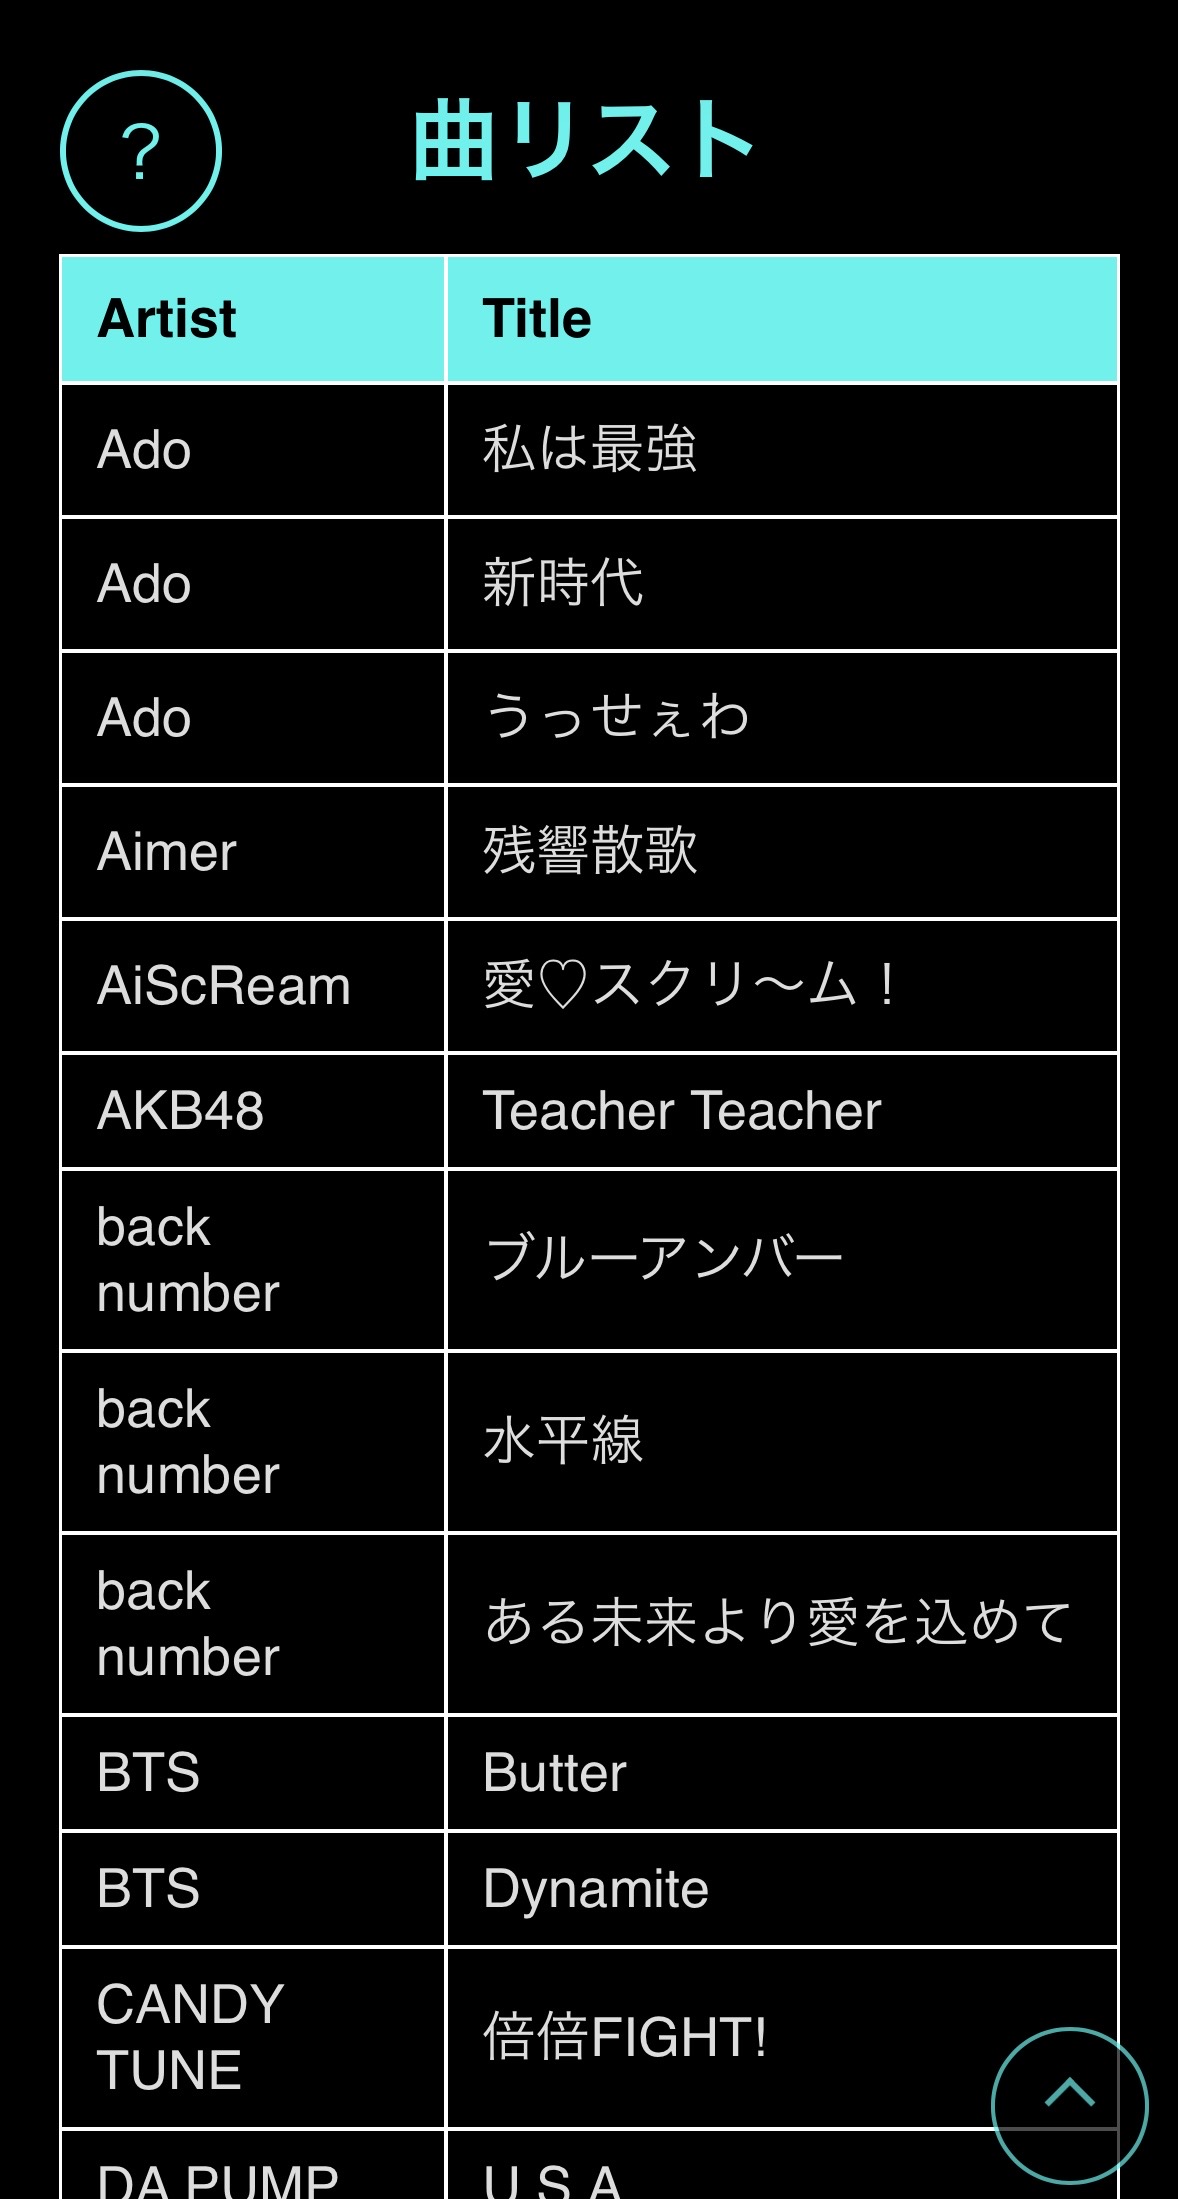 ?
曲リスト
Artist Title
Ado 私は最強
Ado 新時代
Ado うっせぇわ
Aimer 残響散歌
AiScReam 愛♡スクリ～ム！
AKB48 Teacher Teacher
back number ブルーアンバー
back number 水平線
back number ある未来より愛を込めて
BTS Butter
BTS Dynamite
CANDY TUNE 倍倍FIGHT!
DA PUMP U.S.A.